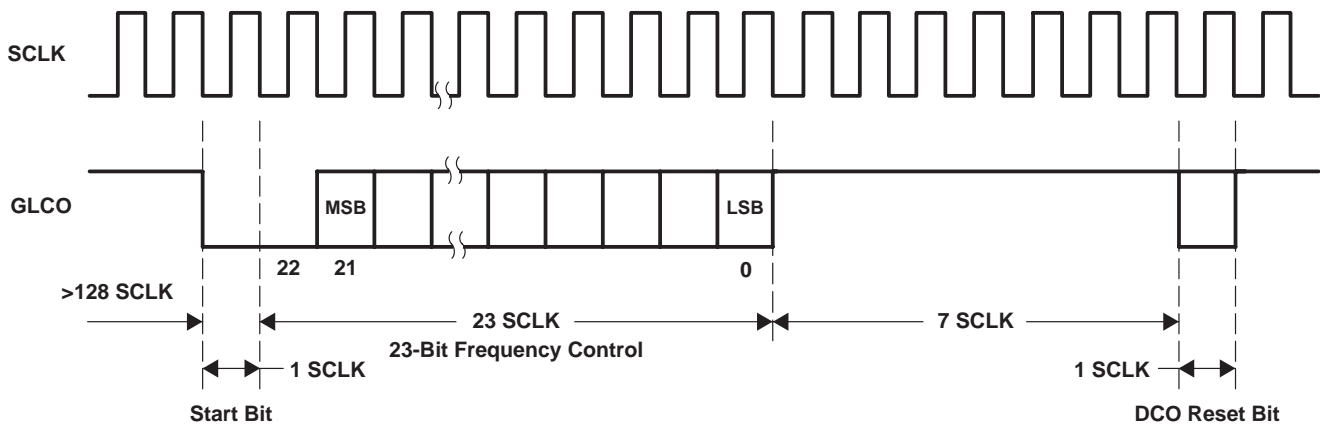 SCLK
GLCO
MSB
LSB
22
21
0
>128 SCLK
23 SCLK
7 SCLK
23-Bit Frequency Control
1 SCLK
1 SCLK
Start Bit
DCO Reset Bit